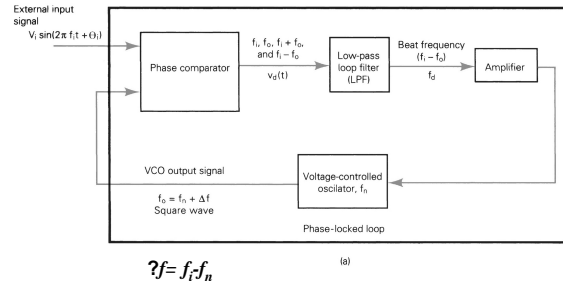 External input
signal
Vᵢ sin(2π fᵢt + Θᵢ)
Phase comparator
fᵢ, fₒ, fᵢ + fₒ,
and fᵢ – fₒ
v_d(t)
Low-pass
loop filter
(LPF)
Beat frequency
(fᵢ – fₒ)
f_d
Amplifier
VCO output signal
fₒ = fₙ + Δf
Square wave
Voltage-controlled
oscilator, fₙ
Phase-locked loop
(a)
?f= fᵢ-fₙ